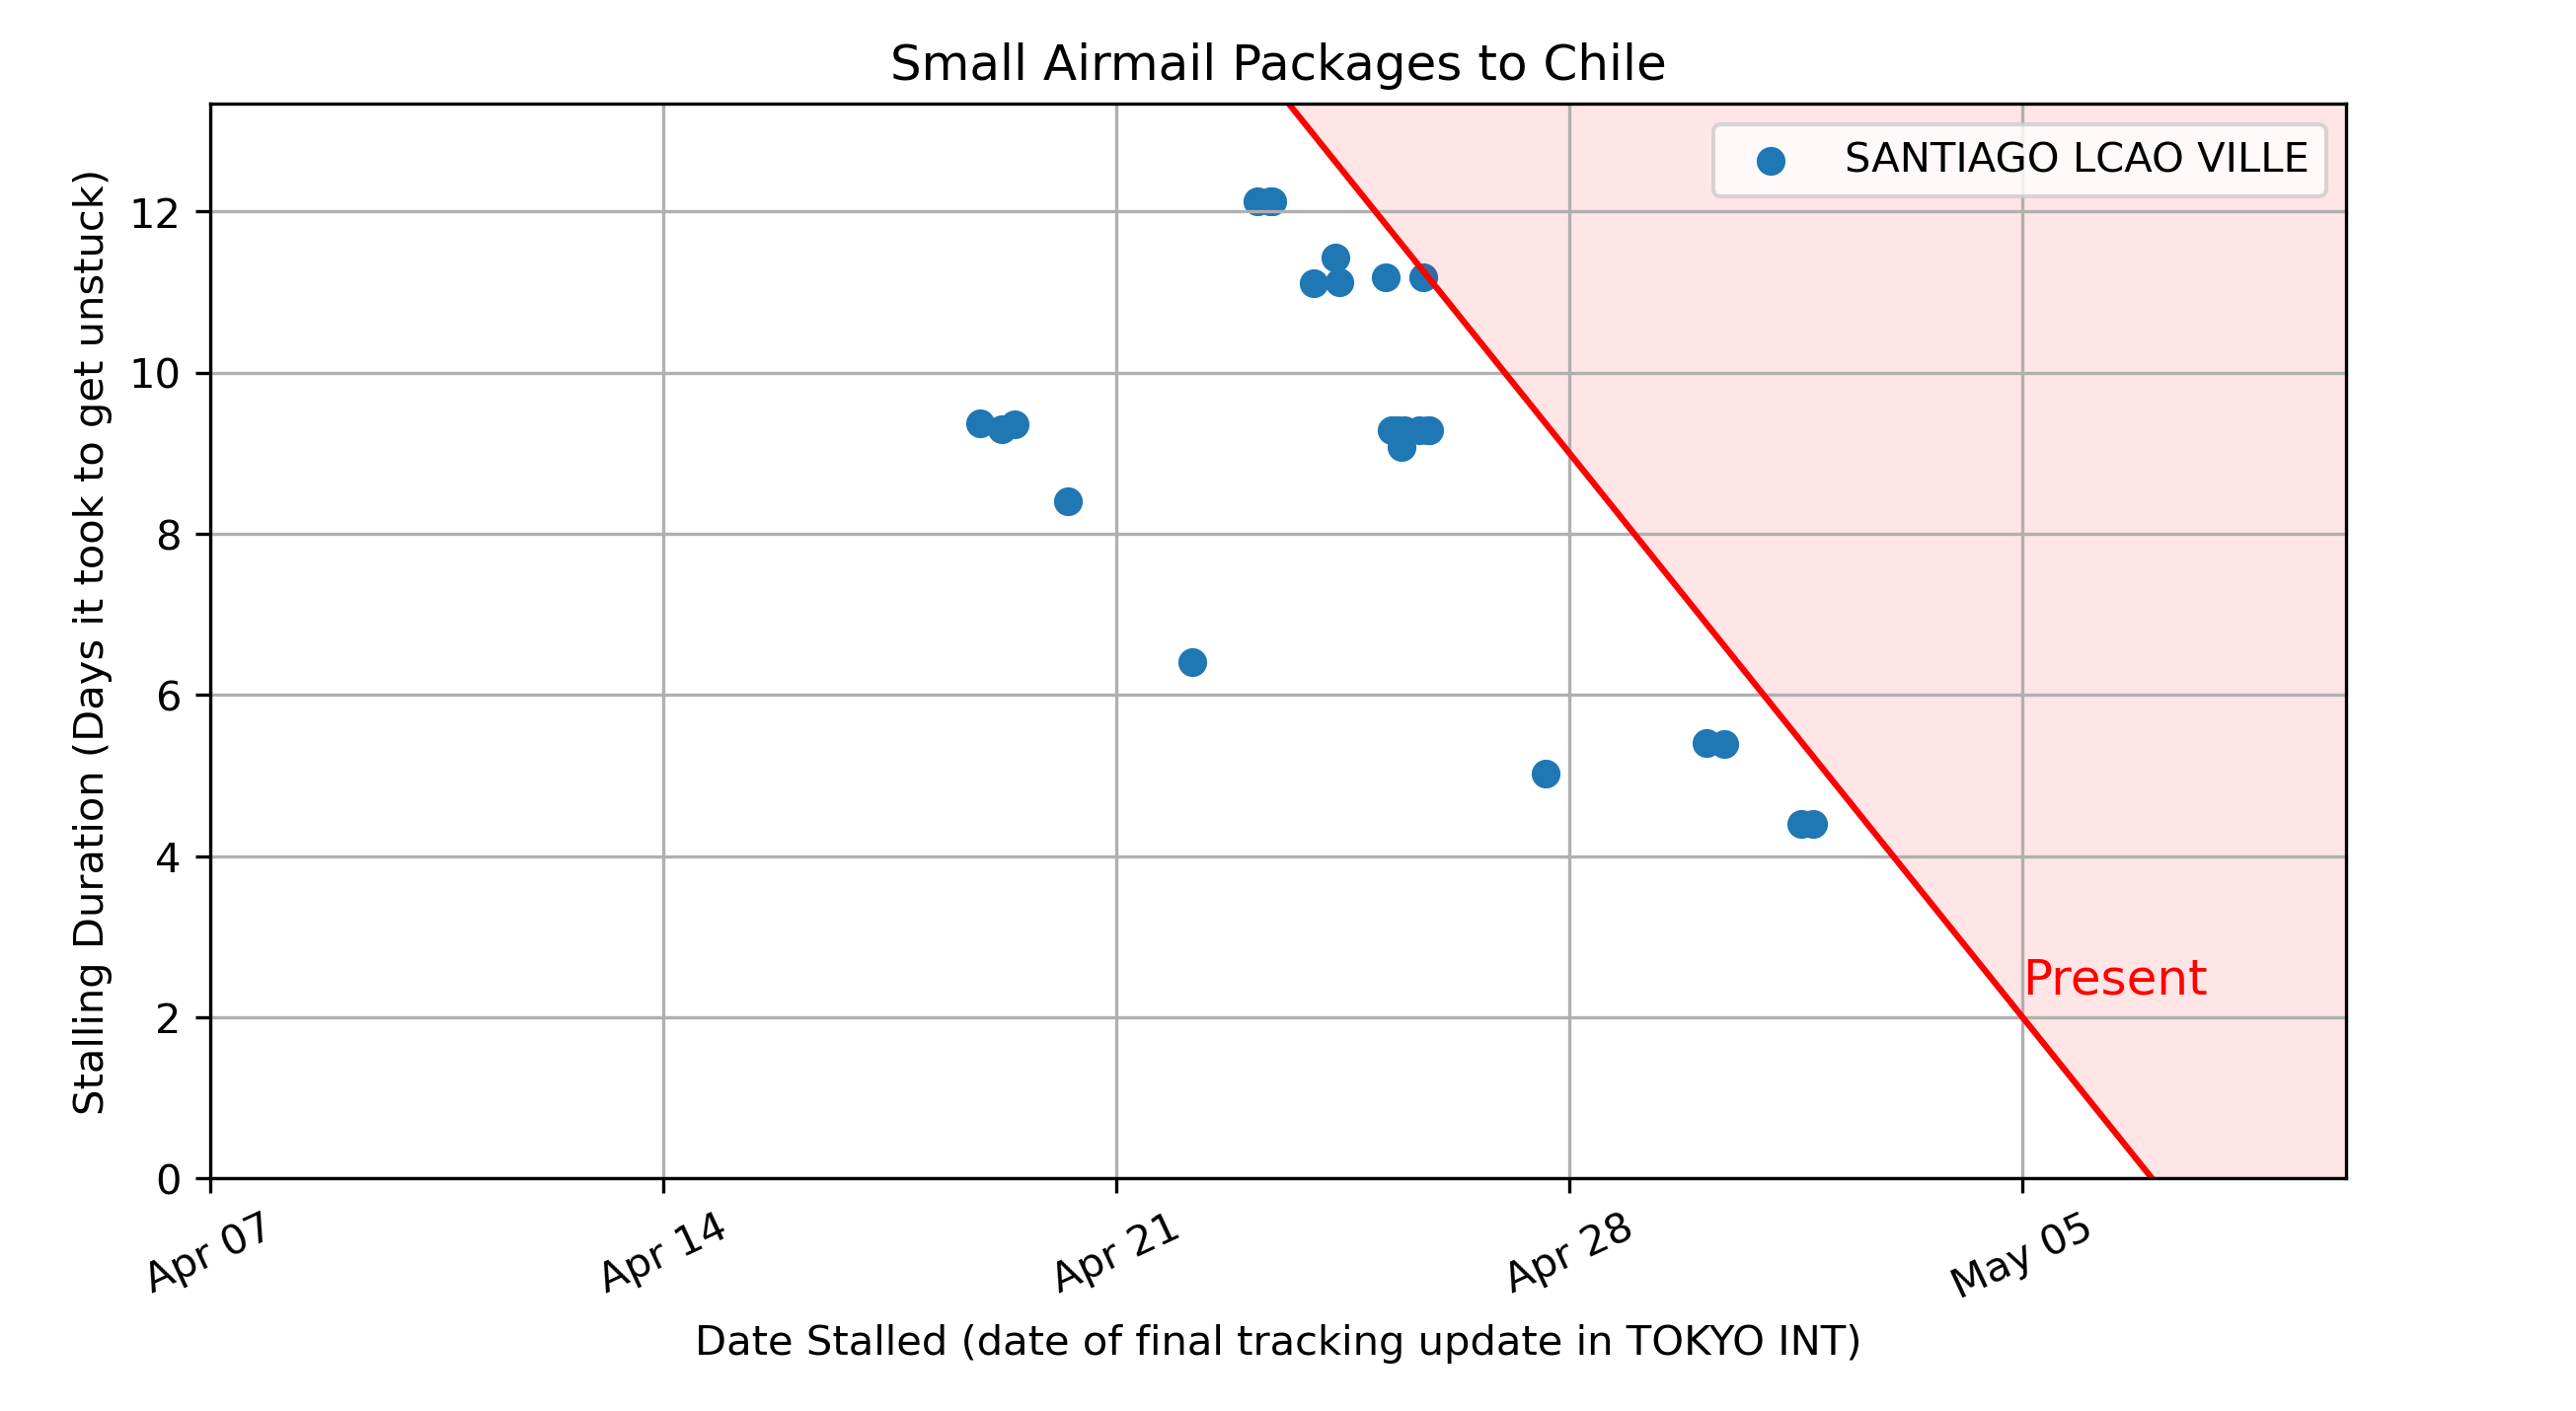 Small Airmail Packages to Chile
SANTIAGO LCAO VILLE
Stalling Duration (Days it took to get unstuck)
12
10
8
6
4
2
0
Present
Apr 07
Apr 14
Apr 21
Apr 28
May 05
Date Stalled (date of final tracking update in TOKYO INT)